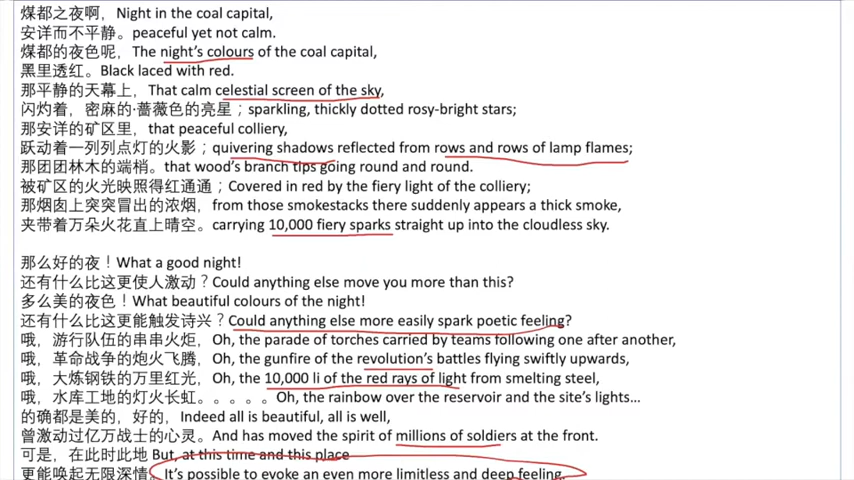 煤都之夜啊，Night in the coal capital,
安详而不平静。peaceful yet not calm.
煤都的夜色呢，The night's colours of the coal capital,
黑里透红。Black laced with red.
那平静的天幕上，That calm celestial screen of the sky,
闪灼着，密麻的·蔷薇色的亮星；sparkling, thickly dotted rosy-bright stars;
那安详的矿区里，that peaceful colliery,
跃动着一列列点灯的火影；quivering shadows reflected from rows and rows of lamp flames;
那团团林木的端梢。that wood's branch tips going round and round.
被矿区的火光映照得红通通；Covered in red by the fiery light of the colliery;
那烟囱上突突冒出的浓烟，from those smokestacks there suddenly appears a thick smoke,
夹带着万朵火花直上晴空。carrying 10,000 fiery sparks straight up into the cloudless sky.
那么好的夜！What a good night!
还有什么比这更使人激动？Could anything else move you more than this?
多么美的夜色！What beautiful colours of the night!
还有什么比这更能触发诗兴？Could anything else more easily spark poetic feeling?
哦，游行队伍的串串火炬，Oh, the parade of torches carried by teams following one after another,
哦，革命战争的炮火飞腾，Oh, the gunfire of the revolution's battles flying swiftly upwards,
哦，大炼钢铁的万里红光，Oh, the 10,000 li of the red rays of light from smelting steel,
哦，水库工地的灯火长虹。。。。。Oh, the rainbow over the reservoir and the site's lights…
的确都是美的，好的，Indeed all is beautiful, all is well,
曾激动过亿万战士的心灵。And has moved the spirit of millions of soldiers at the front.
可是，在此时此地 But, at this time and this place
更能唤起无限深情。It's possible to evoke an even more limitless and deep feeling.